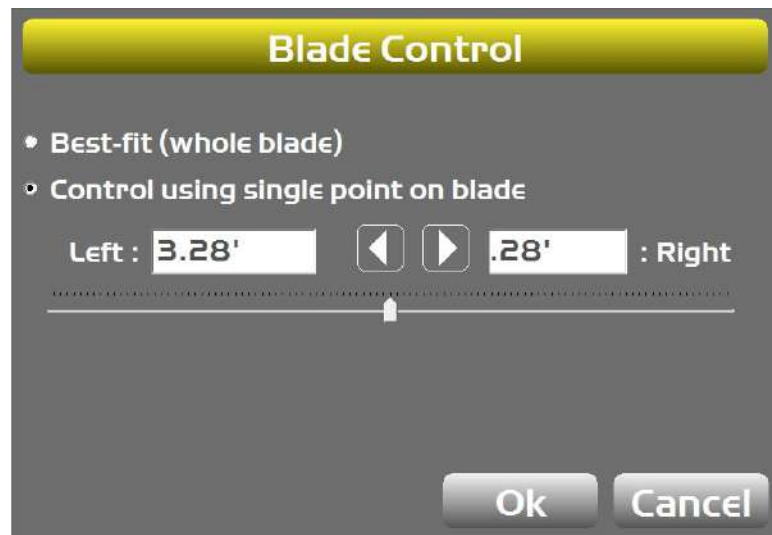 Blade Control
Best-fit (whole blade)
Control using single point on blade
Left : 3.28' .28' : Right
Ok Cancel